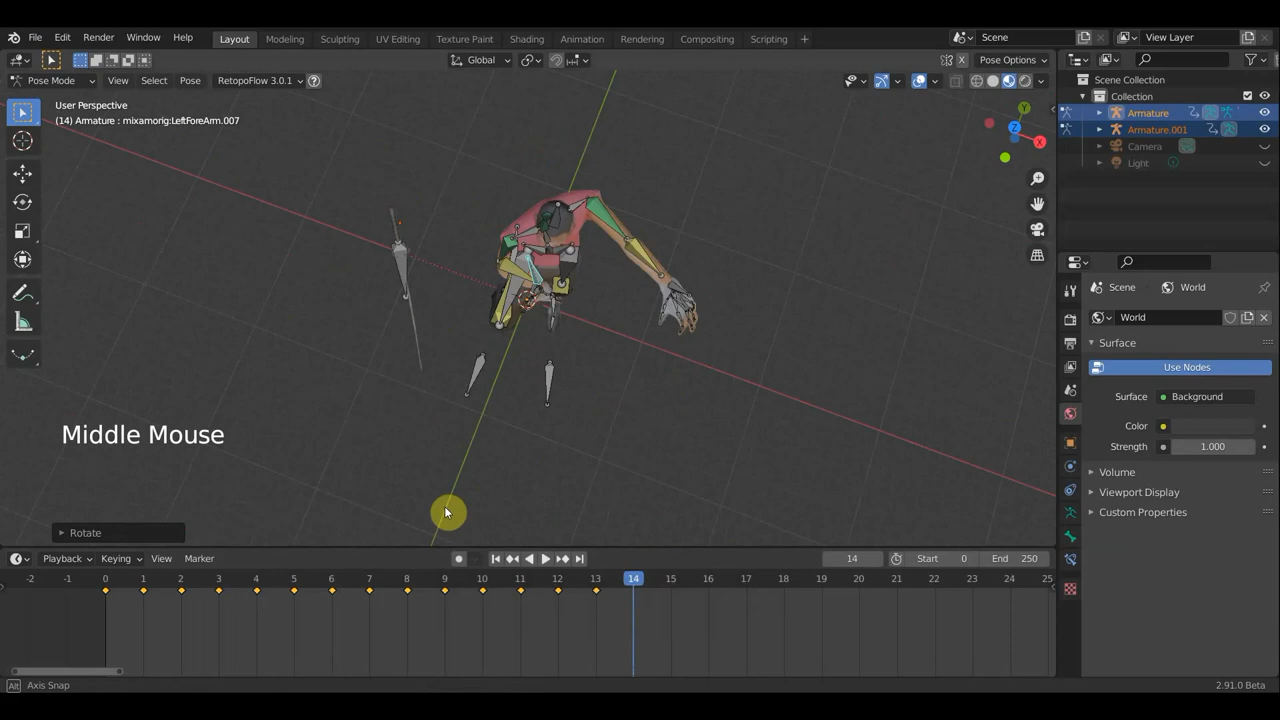 File Edit Render Window Help Layout Modeling Sculpting UV Editing Texture Paint Shading Animation Rendering Compositing Scripting + Scene View Layer
Global Pose Options
Pose Mode View Select Pose RetopoFlow 3.0.1 ?
Scene Collection
Collection
Armature
Armature.001
Camera
Light
User Perspective
(14) Armature : mixamorig:LeftForeArm.007
Y
Z
X
Scene World
World
Surface
Use Nodes
Surface Background
Color
Strength 1.000
Volume
Viewport Display
Custom Properties
Middle Mouse
Rotate
Playback Keying View Marker 14 Start 0 End 250
-2 -1 0 1 2 3 4 5 6 7 8 9 10 11 12 13 14 15 16 17 18 19 20 21 22 23 24 25
Alt Axis Snap 2.91.0 Beta